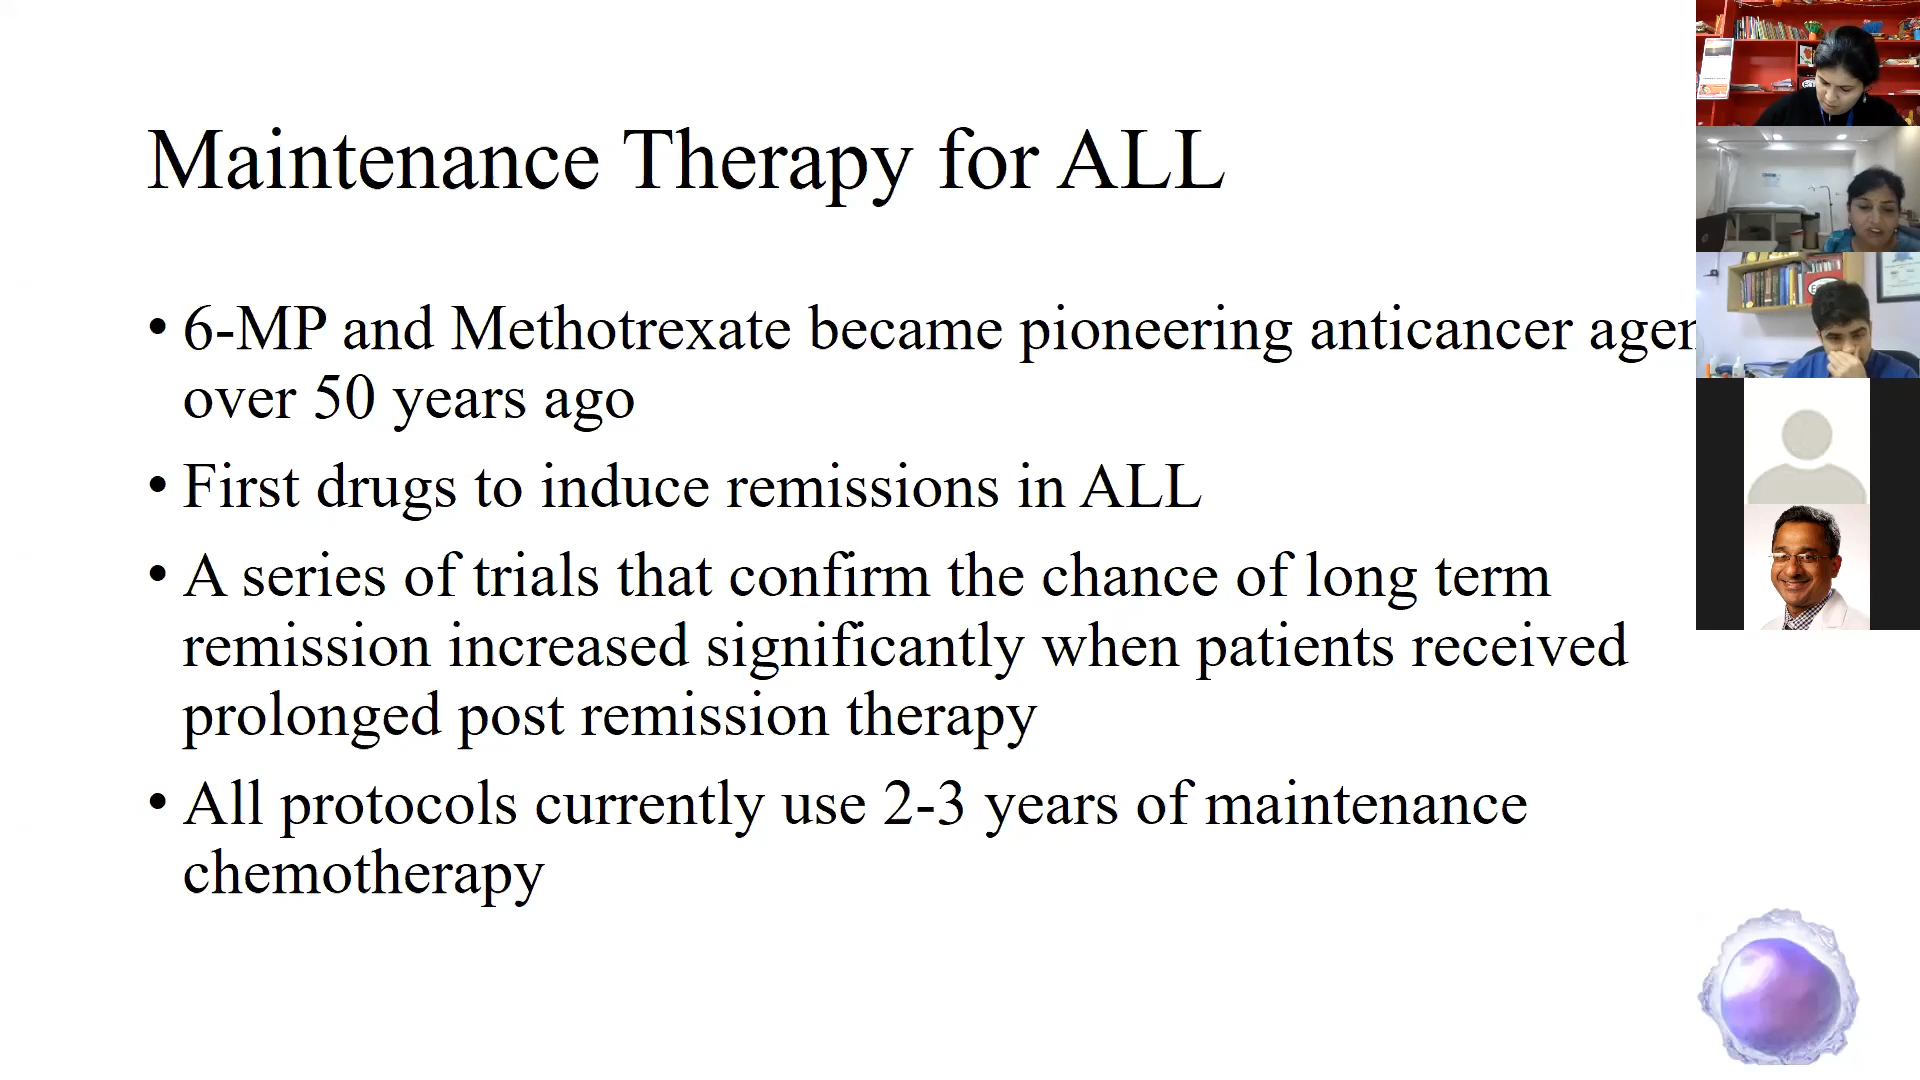 Maintenance Therapy for ALL
• 6-MP and Methotrexate became pioneering anticancer
over 50 years ago
• First drugs to induce remissions in ALL
• A series of trials that confirm the chance of long term
remission increased significantly when patients received
prolonged post remission therapy
• All protocols currently use 2-3 years of maintenance
chemotherapy